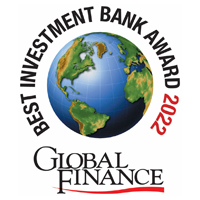 BEST INVESTMENT BANK AWARD 2022
GLOBAL
FINANCE